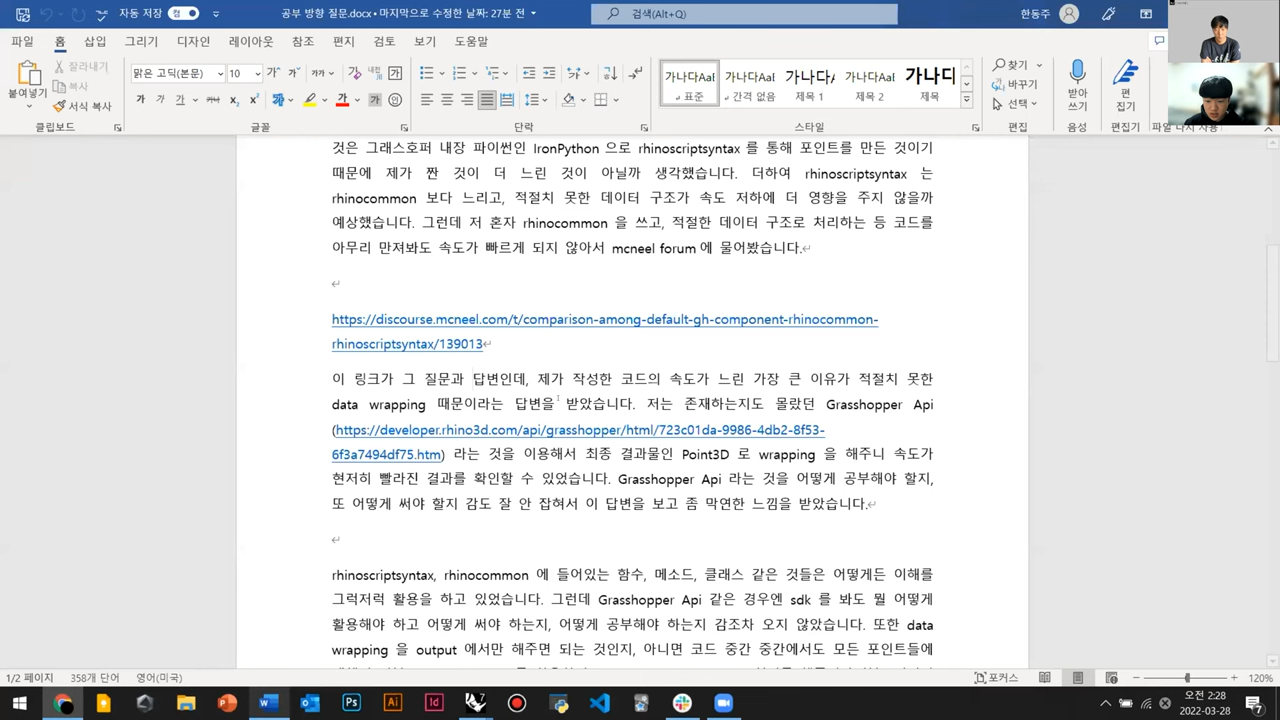 자동 저장 켬 공부 방향 질문.docx • 마지막으로 수정한 날짜: 27분 전 검색(Alt+Q) 한동주
파일 홈 삽입 그리기 디자인 레이아웃 참조 편지 검토 보기 도움말
붙여넣기 잘라내기 복사 서식 복사 클립보드
맑은 고딕(본문) 10 글꼴
단락
가나다AaI 가나다AaI 가나다A 가나다AaI 가나디
표준 간격 없음 제목 1 제목 2 제목
스타일
찾기 바꾸기 선택 편집
받아쓰기 음성
편집기 편집기
파일 다시 사용
것은 그래스호퍼 내장 파이썬인 IronPython 으로 rhinoscriptsyntax 를 통해 포인트를 만든 것이기
때문에 제가 짠 것이 더 느린 것이 아닐까 생각했습니다. 더하여 rhinoscriptsyntax 는
rhinocommon 보다 느리고, 적절치 못한 데이터 구조가 속도 저하에 더 영향을 주지 않을까
예상했습니다. 그런데 저 혼자 rhinocommon 을 쓰고, 적절한 데이터 구조로 처리하는 등 코드를
아무리 만져봐도 속도가 빠르게 되지 않아서 mcneel forum 에 물어봤습니다.
https://discourse.mcneel.com/t/comparison-among-default-gh-component-rhinocommon-
rhinoscriptsyntax/139013
이 링크가 그 질문과 답변인데, 제가 작성한 코드의 속도가 느린 가장 큰 이유가 적절치 못한
data wrapping 때문이라는 답변을 받았습니다. 저는 존재하는지도 몰랐던 Grasshopper Api
(https://developer.rhino3d.com/api/grasshopper/html/723c01da-9986-4db2-8f53-
6f3a7494df75.htm) 라는 것을 이용해서 최종 결과물인 Point3D 로 wrapping 을 해주니 속도가
현저히 빨라진 결과를 확인할 수 있었습니다. Grasshopper Api 라는 것을 어떻게 공부해야 할지,
또 어떻게 써야 할지 감도 잘 안 잡혀서 이 답변을 보고 좀 막연한 느낌을 받았습니다.
rhinoscriptsyntax, rhinocommon 에 들어있는 함수, 메소드, 클래스 같은 것들은 어떻게든 이해를
그럭저럭 활용을 하고 있었습니다. 그런데 Grasshopper Api 같은 경우엔 sdk 를 봐도 뭘 어떻게
활용해야 하고 어떻게 써야 하는지, 어떻게 공부해야 하는지 감조차 오지 않았습니다. 또한 data
wrapping 을 output 에서만 해주면 되는 것인지, 아니면 코드 중간 중간에서도 모든 포인트들에
1/2 페이지 358개 단어 영어(미국) 포커스 120%
오전 2:28
2022-03-28